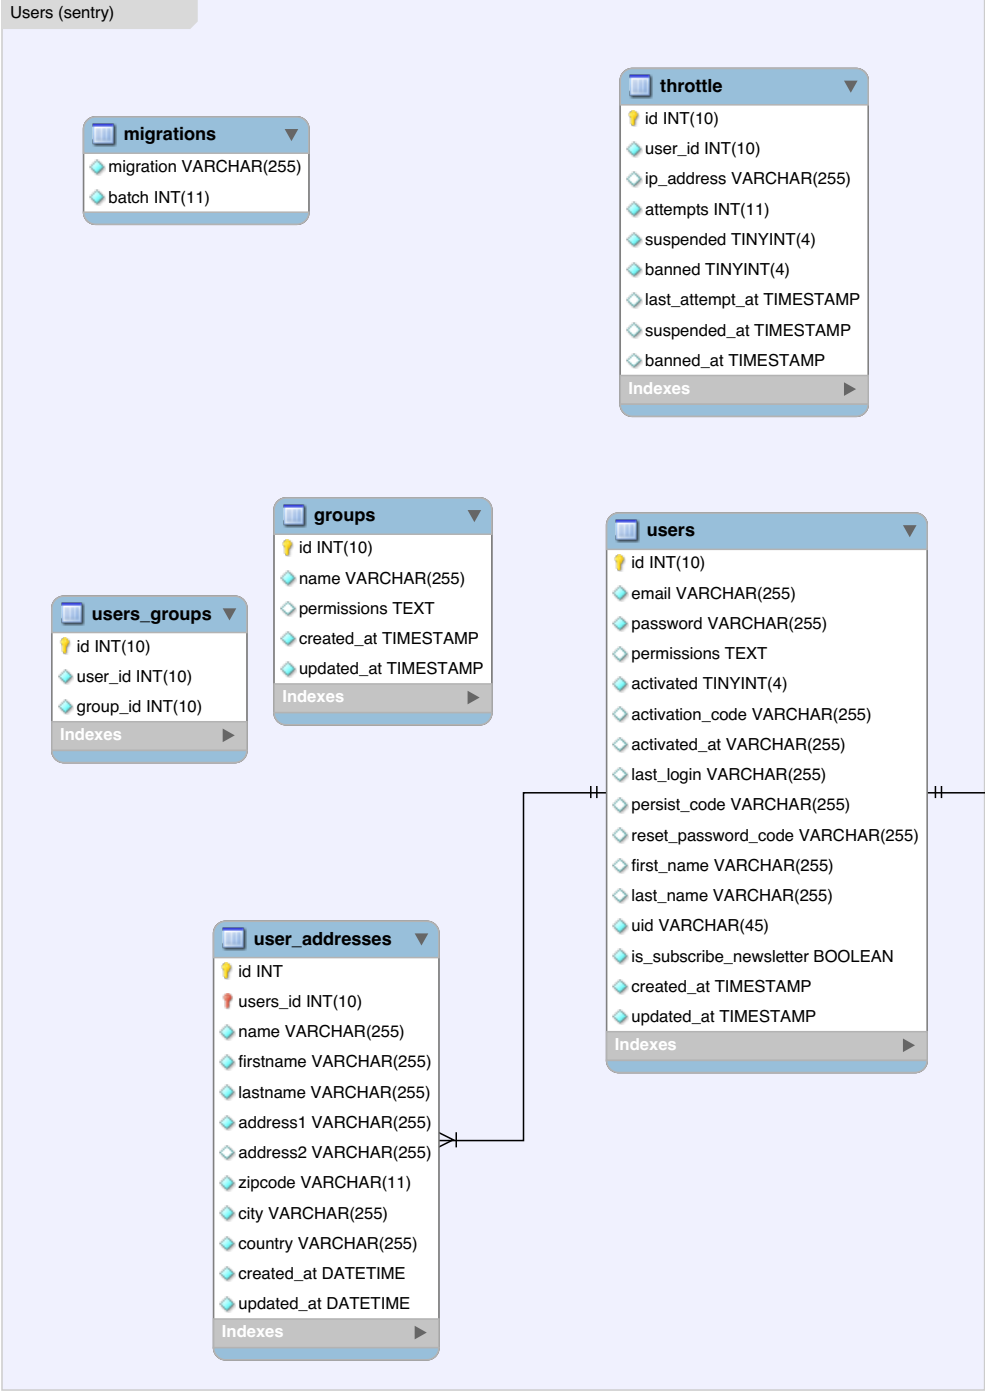 Users (sentry)
migrations
migration VARCHAR(255)
batch INT(11)
throttle
id INT(10)
user_id INT(10)
ip_address VARCHAR(255)
attempts INT(11)
suspended TINYINT(4)
banned TINYINT(4)
last_attempt_at TIMESTAMP
suspended_at TIMESTAMP
banned_at TIMESTAMP
Indexes
groups
id INT(10)
name VARCHAR(255)
permissions TEXT
created_at TIMESTAMP
updated_at TIMESTAMP
Indexes
users_groups
id INT(10)
user_id INT(10)
group_id INT(10)
Indexes
users
id INT(10)
email VARCHAR(255)
password VARCHAR(255)
permissions TEXT
activated TINYINT(4)
activation_code VARCHAR(255)
activated_at VARCHAR(255)
last_login VARCHAR(255)
persist_code VARCHAR(255)
reset_password_code VARCHAR(255)
first_name VARCHAR(255)
last_name VARCHAR(255)
uid VARCHAR(45)
is_subscribe_newsletter BOOLEAN
created_at TIMESTAMP
updated_at TIMESTAMP
Indexes
user_addresses
id INT
users_id INT(10)
name VARCHAR(255)
firstname VARCHAR(255)
lastname VARCHAR(255)
address1 VARCHAR(255)
address2 VARCHAR(255)
zipcode VARCHAR(11)
city VARCHAR(255)
country VARCHAR(255)
created_at DATETIME
updated_at DATETIME
Indexes